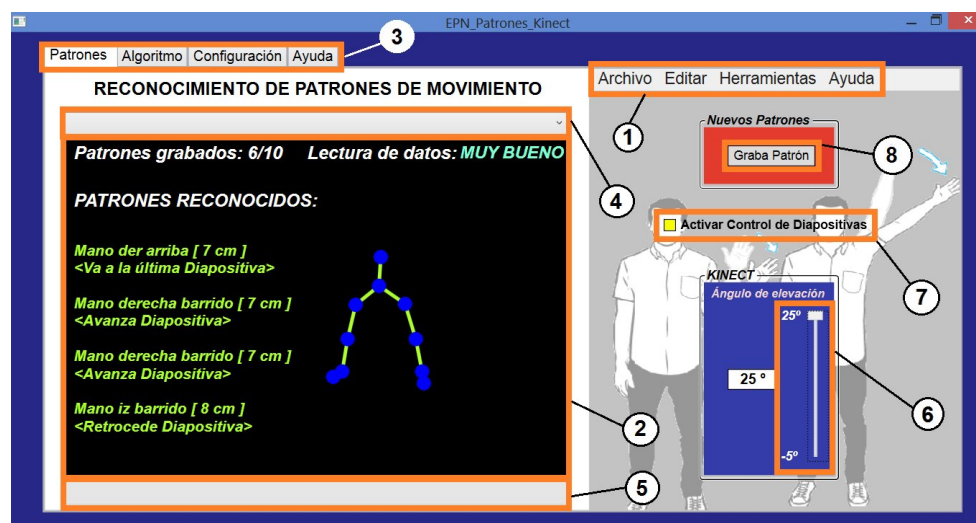 EPN_Patrones_Kinect
3
Patrones Algoritmo Configuración Ayuda
Archivo Editar Herramientas Ayuda
1
RECONOCIMIENTO DE PATRONES DE MOVIMIENTO
4
Patrones grabados: 6/10 Lectura de datos: MUY BUENO
PATRONES RECONOCIDOS:
Mano der arriba [ 7 cm ]
<Va a la última Diapositiva>
Mano derecha barrido [ 7 cm ]
<Avanza Diapositiva>
Mano derecha barrido [ 7 cm ]
<Avanza Diapositiva>
Mano iz barrido [ 8 cm ]
<Retrocede Diapositiva>
2
5
Nuevos Patrones
Graba Patrón
8
Activar Control de Diapositivas
7
KINECT
Ángulo de elevación
25º
25 º
-5º
6